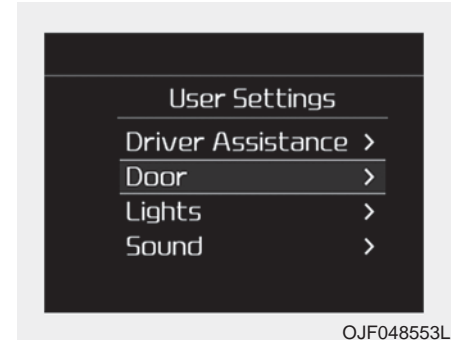 User Settings
Driver Assistance >
Door >
Lights >
Sound >
OJF048553L